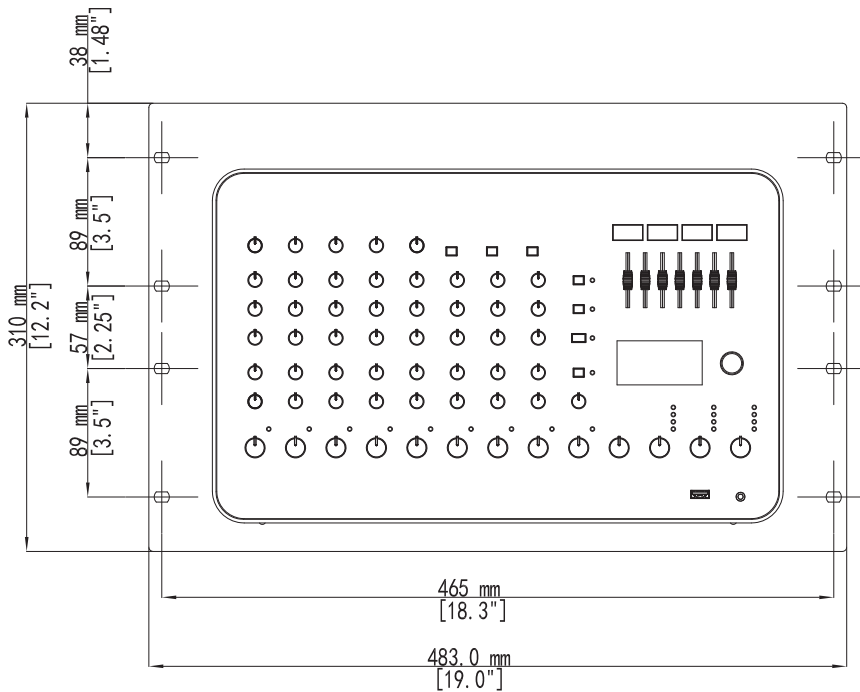 38 mm
[1.48"]
89 mm
[3.5"]
310 mm
[12.2"]
57 mm
[2.25"]
89 mm
[3.5"]
465 mm
[18.3"]
483.0 mm
[19.0"]